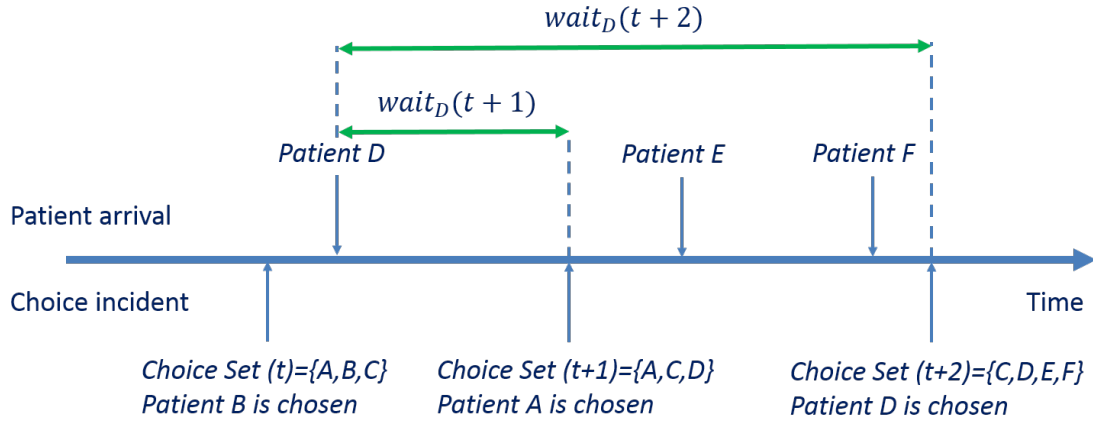 wait_D(t + 2)
wait_D(t + 1)
Patient D
Patient E
Patient F
Patient arrival
Choice incident
Time
Choice Set (t)={A,B,C}
Patient B is chosen
Choice Set (t+1)={A,C,D}
Patient A is chosen
Choice Set (t+2)={C,D,E,F}
Patient D is chosen